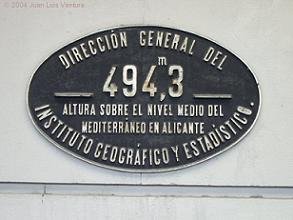 © 2004 Juan Luis Ventura
DIRECCIÓN GENERAL DEL
494,3 m
ALTURA SOBRE EL NIVEL MEDIO DEL
MEDITERRÁNEO EN ALICANTE.
INSTITUTO GEOGRÁFICO Y ESTADÍSTICO.